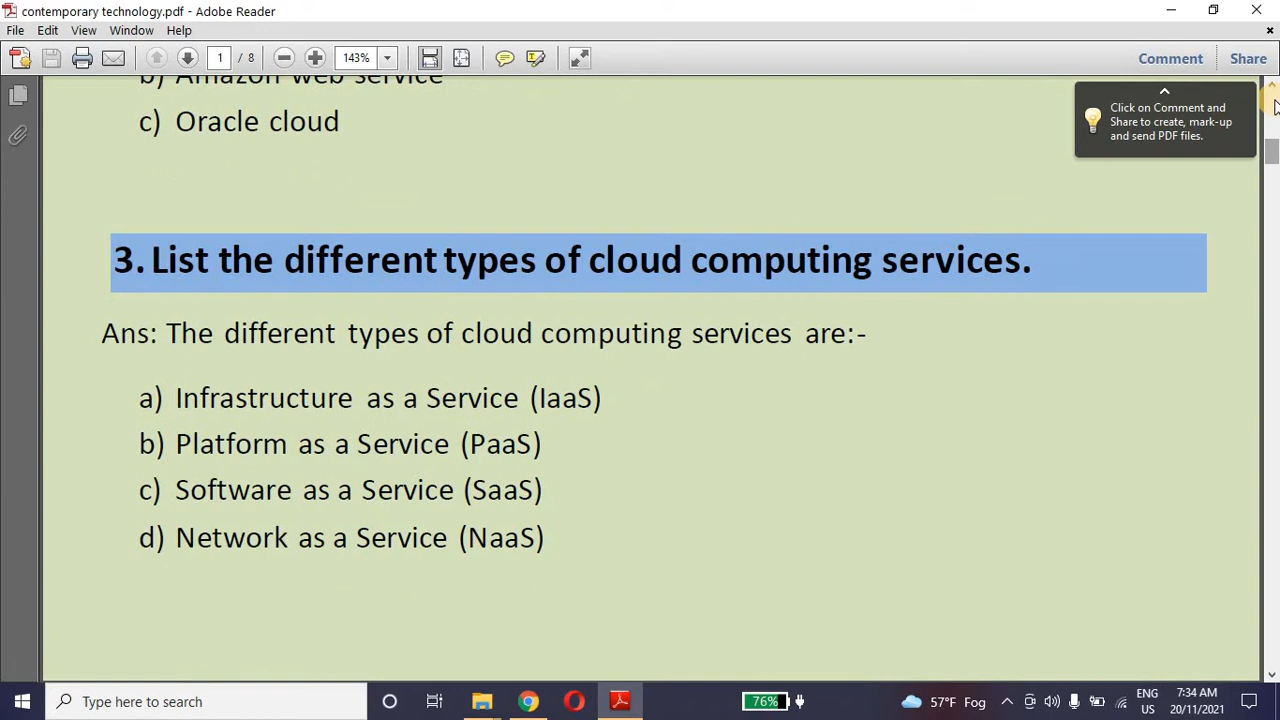 contemporary technology.pdf - Adobe Reader
File Edit View Window Help
1 / 8 143% Comment Share
Click on Comment and
Share to create, mark-up
and send PDF files.
b) Amazon web service
c) Oracle cloud
3. List the different types of cloud computing services.
Ans: The different types of cloud computing services are:-
a) Infrastructure as a Service (IaaS)
b) Platform as a Service (PaaS)
c) Software as a Service (SaaS)
d) Network as a Service (NaaS)
Type here to search
76%
57°F Fog
ENG
US
7:34 AM
20/11/2021